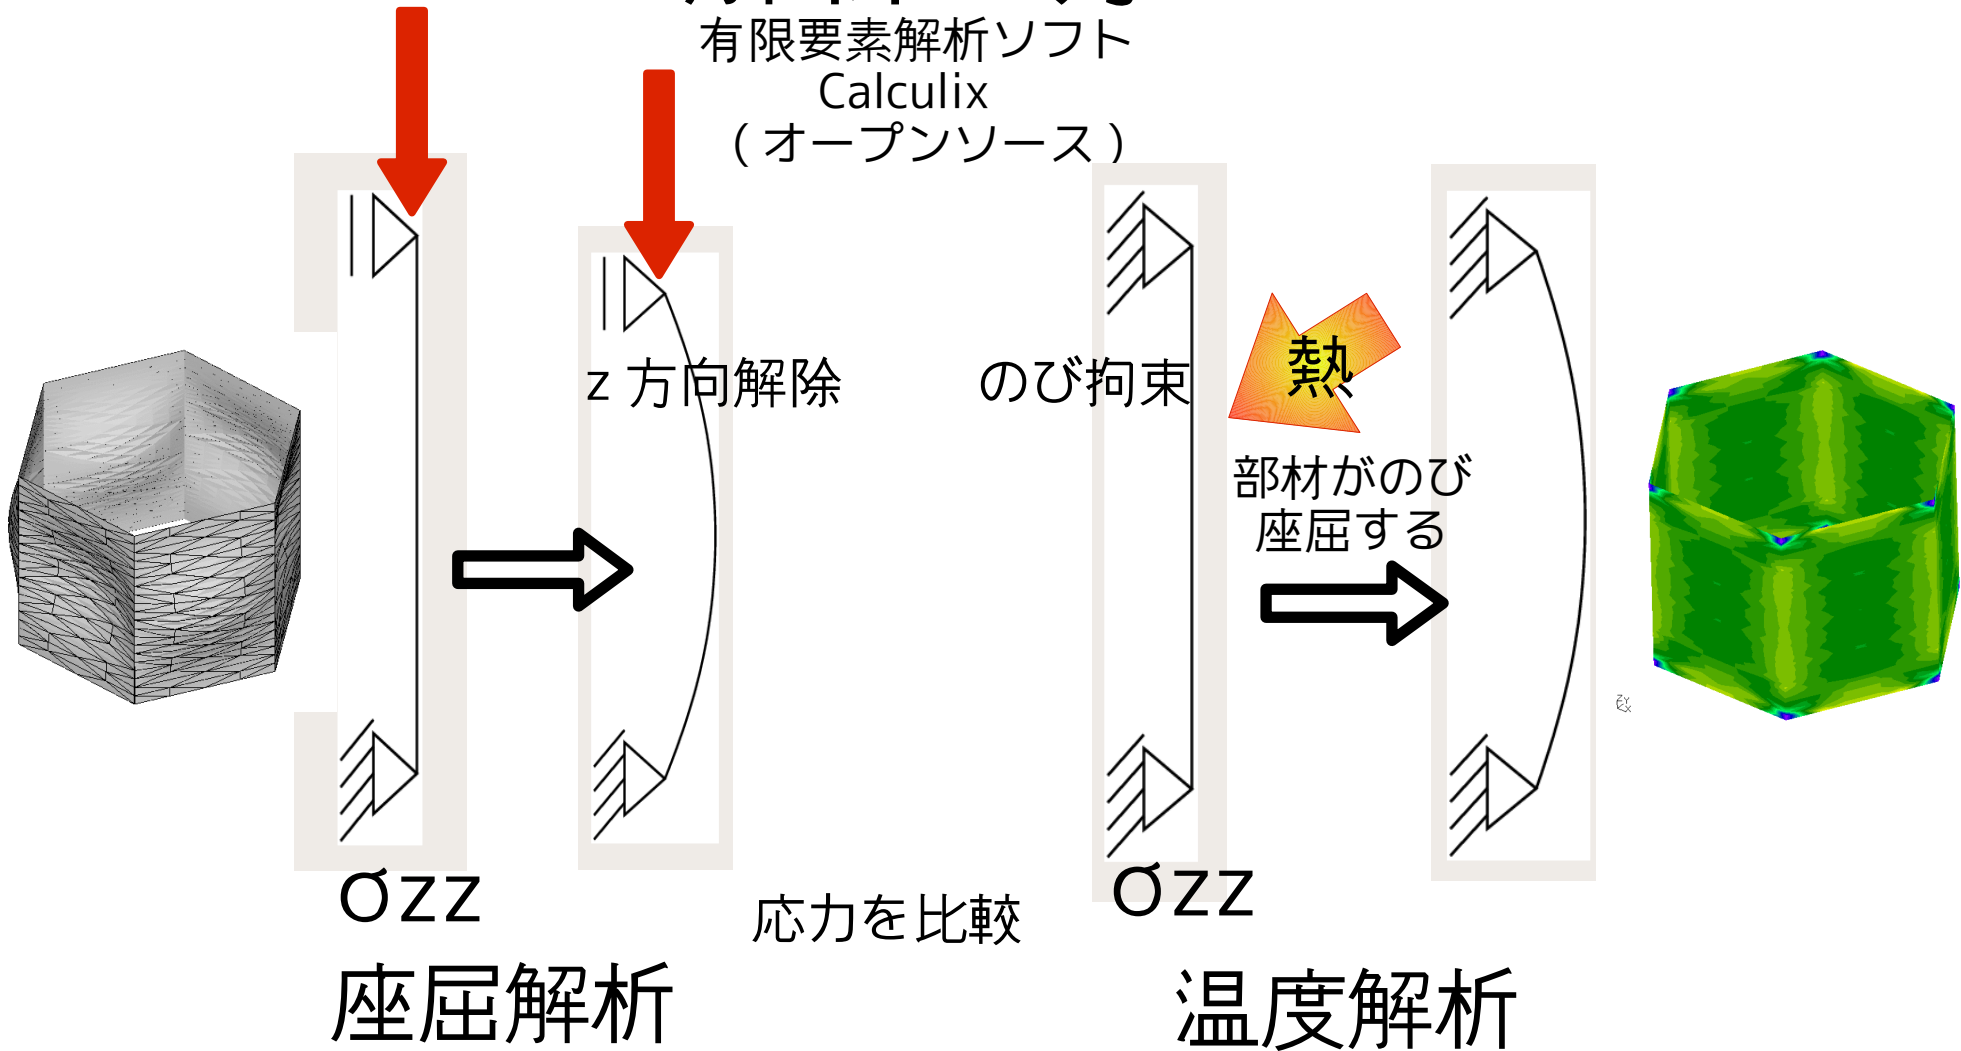 有限要素解析ソフト
Calculix
(オープンソース)
z 方向解除
のび拘束
熱
部材がのび
座屈する
σzz
応力を比較
σzz
座屈解析
温度解析